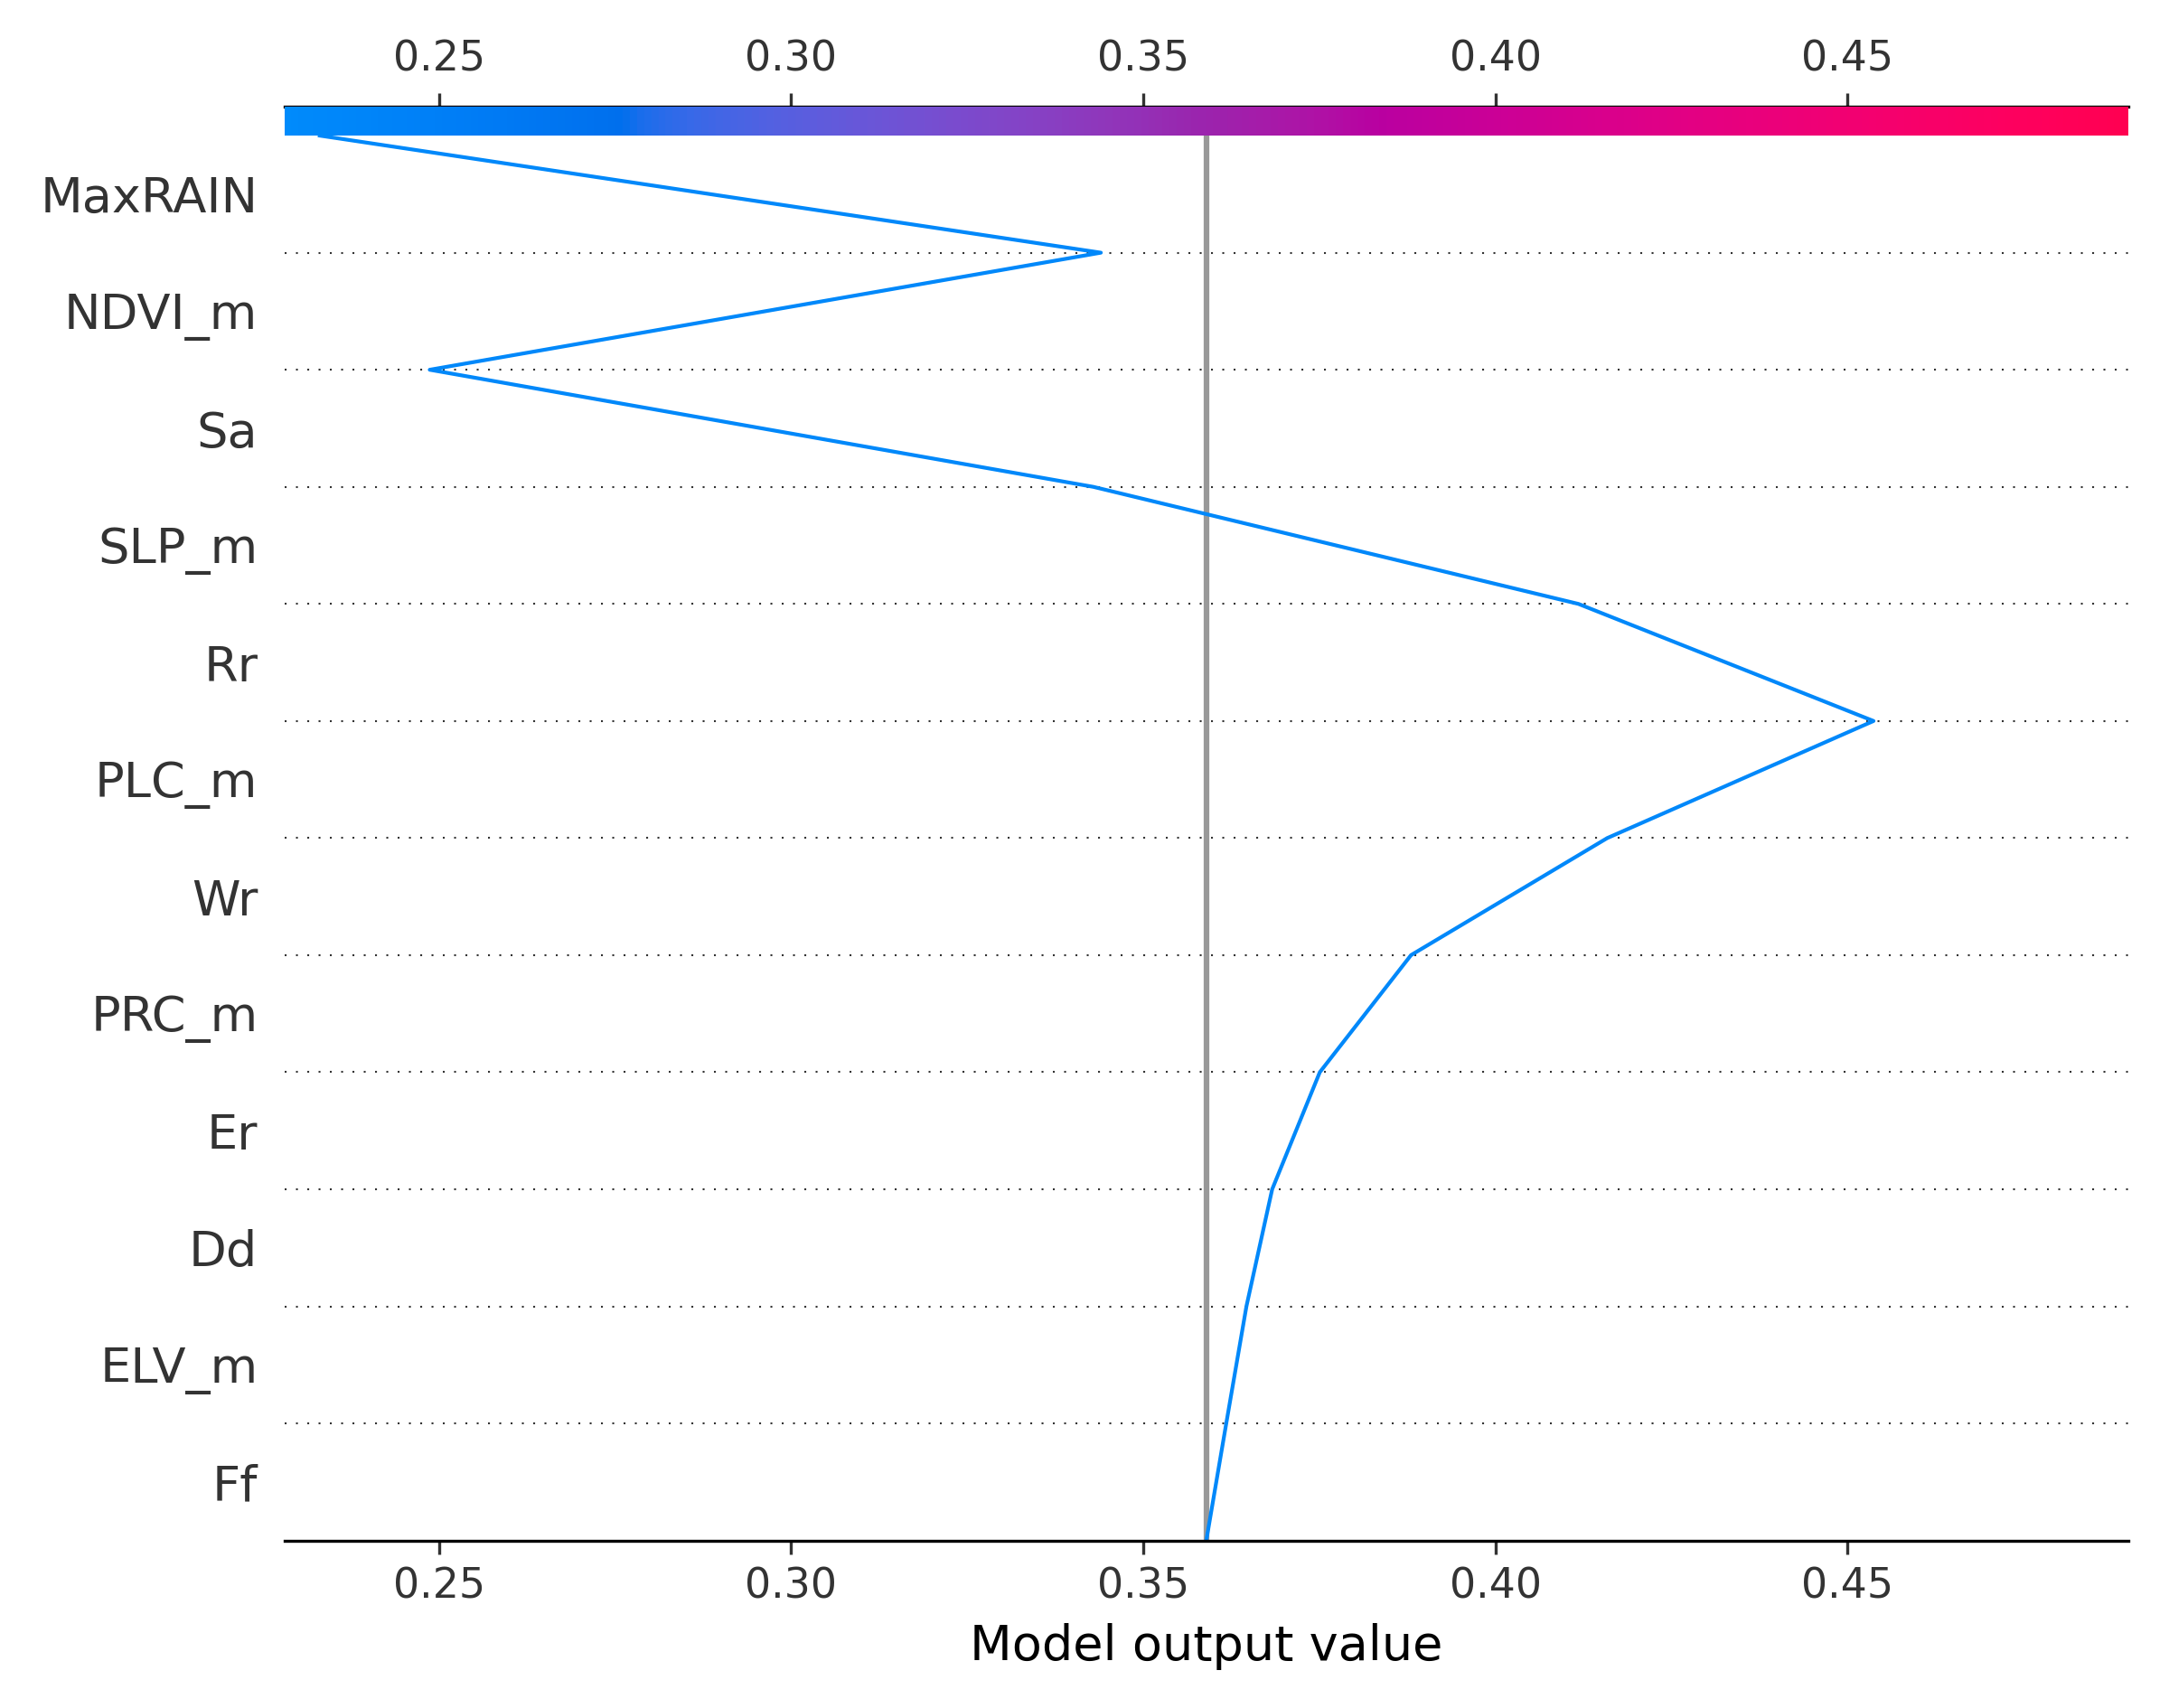 0.25 0.30 0.35 0.40 0.45
MaxRAIN
NDVI_m
Sa
SLP_m
Rr
PLC_m
Wr
PRC_m
Er
Dd
ELV_m
Ff
0.25 0.30 0.35 0.40 0.45
Model output value